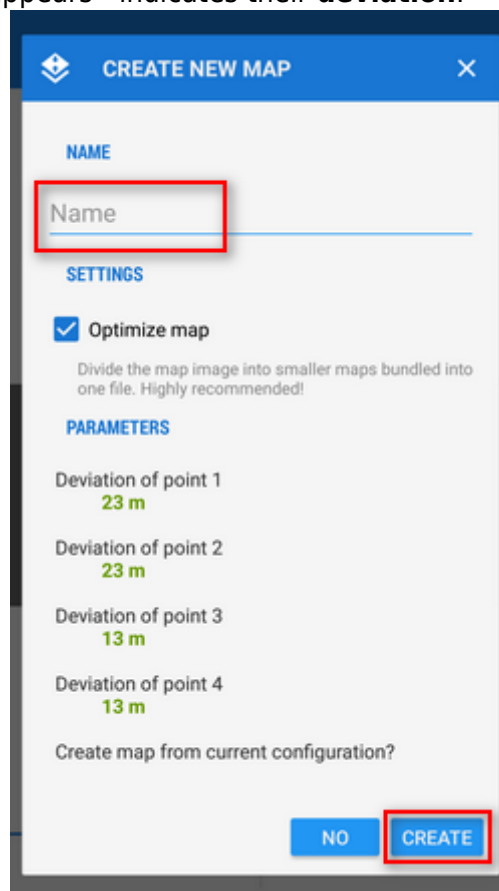 appears indicates their deviation.
CREATE NEW MAP
NAME
Name
SETTINGS
Optimize map
Divide the map image into smaller maps bundled into
one file. Highly recommended!
PARAMETERS
Deviation of point 1
23 m
Deviation of point 2
23 m
Deviation of point 3
13 m
Deviation of point 4
13 m
Create map from current configuration?
NO CREATE